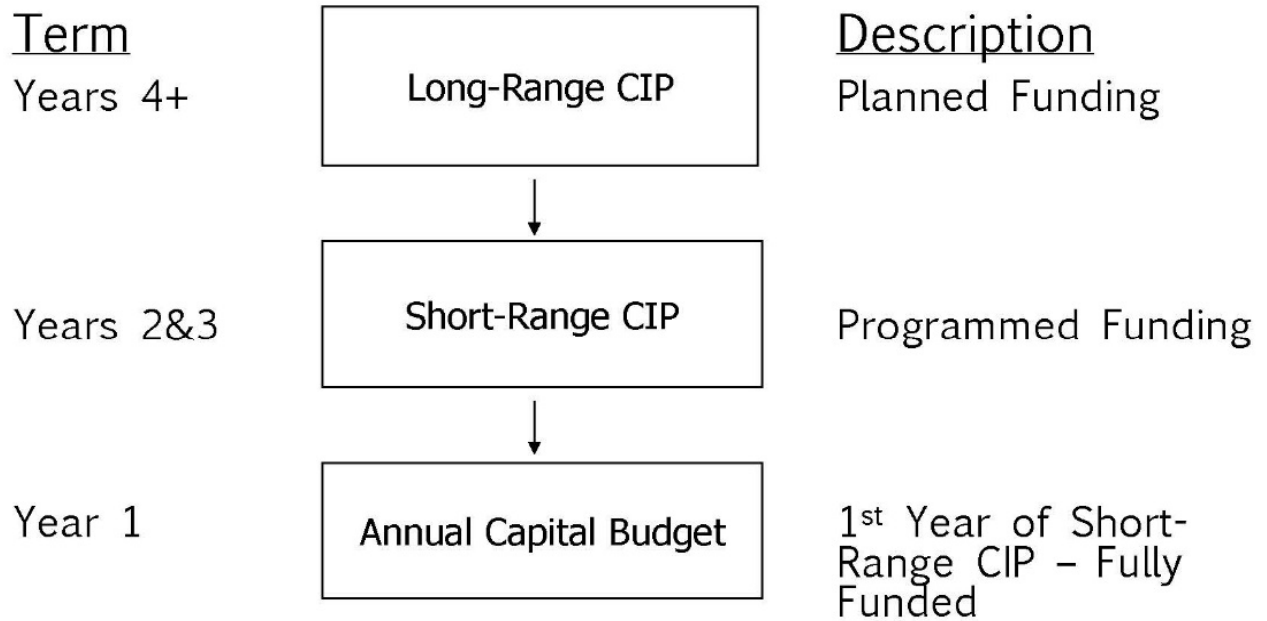 Term
Description
Years 4+
Long-Range CIP
Planned Funding
Years 2&3
Short-Range CIP
Programmed Funding
Year 1
Annual Capital Budget
1st Year of Short-
Range CIP – Fully
Funded